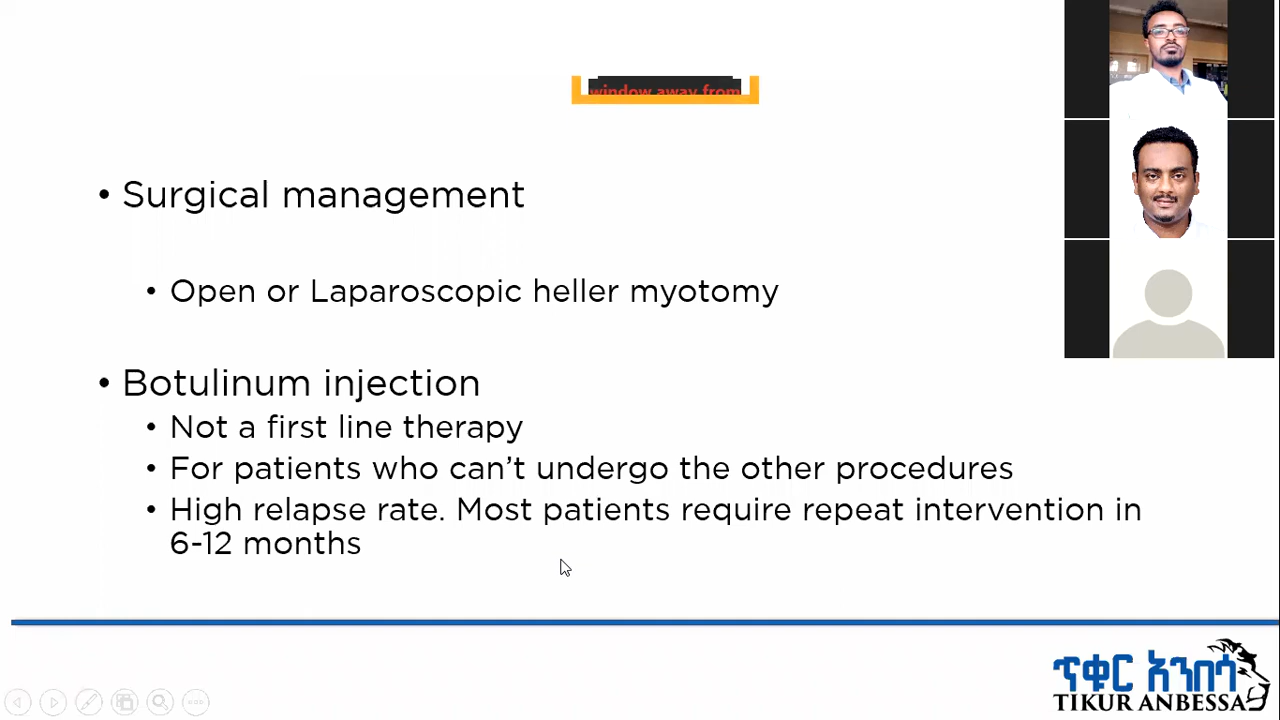 window away from
• Surgical management
• Open or Laparoscopic heller myotomy
• Botulinum injection
• Not a first line therapy
• For patients who can’t undergo the other procedures
• High relapse rate. Most patients require repeat intervention in
6-12 months
ጥቁር አንበሳ
TIKUR ANBESSA